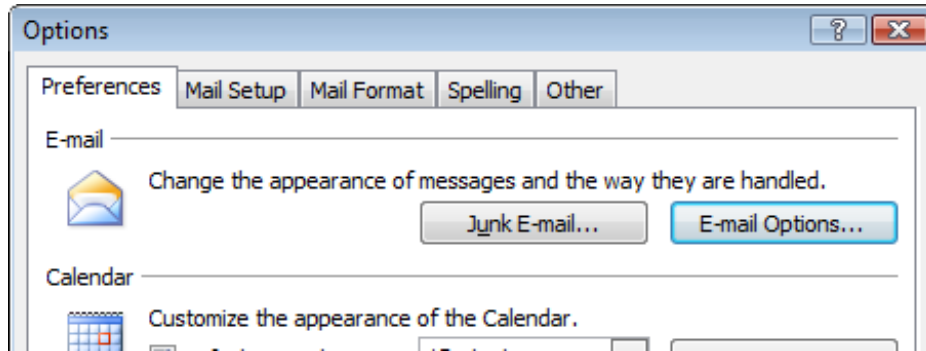 Options
Preferences Mail Setup Mail Format Spelling Other
E-mail
Change the appearance of messages and the way they are handled.
Junk E-mail... E-mail Options...
Calendar
Customize the appearance of the Calendar.